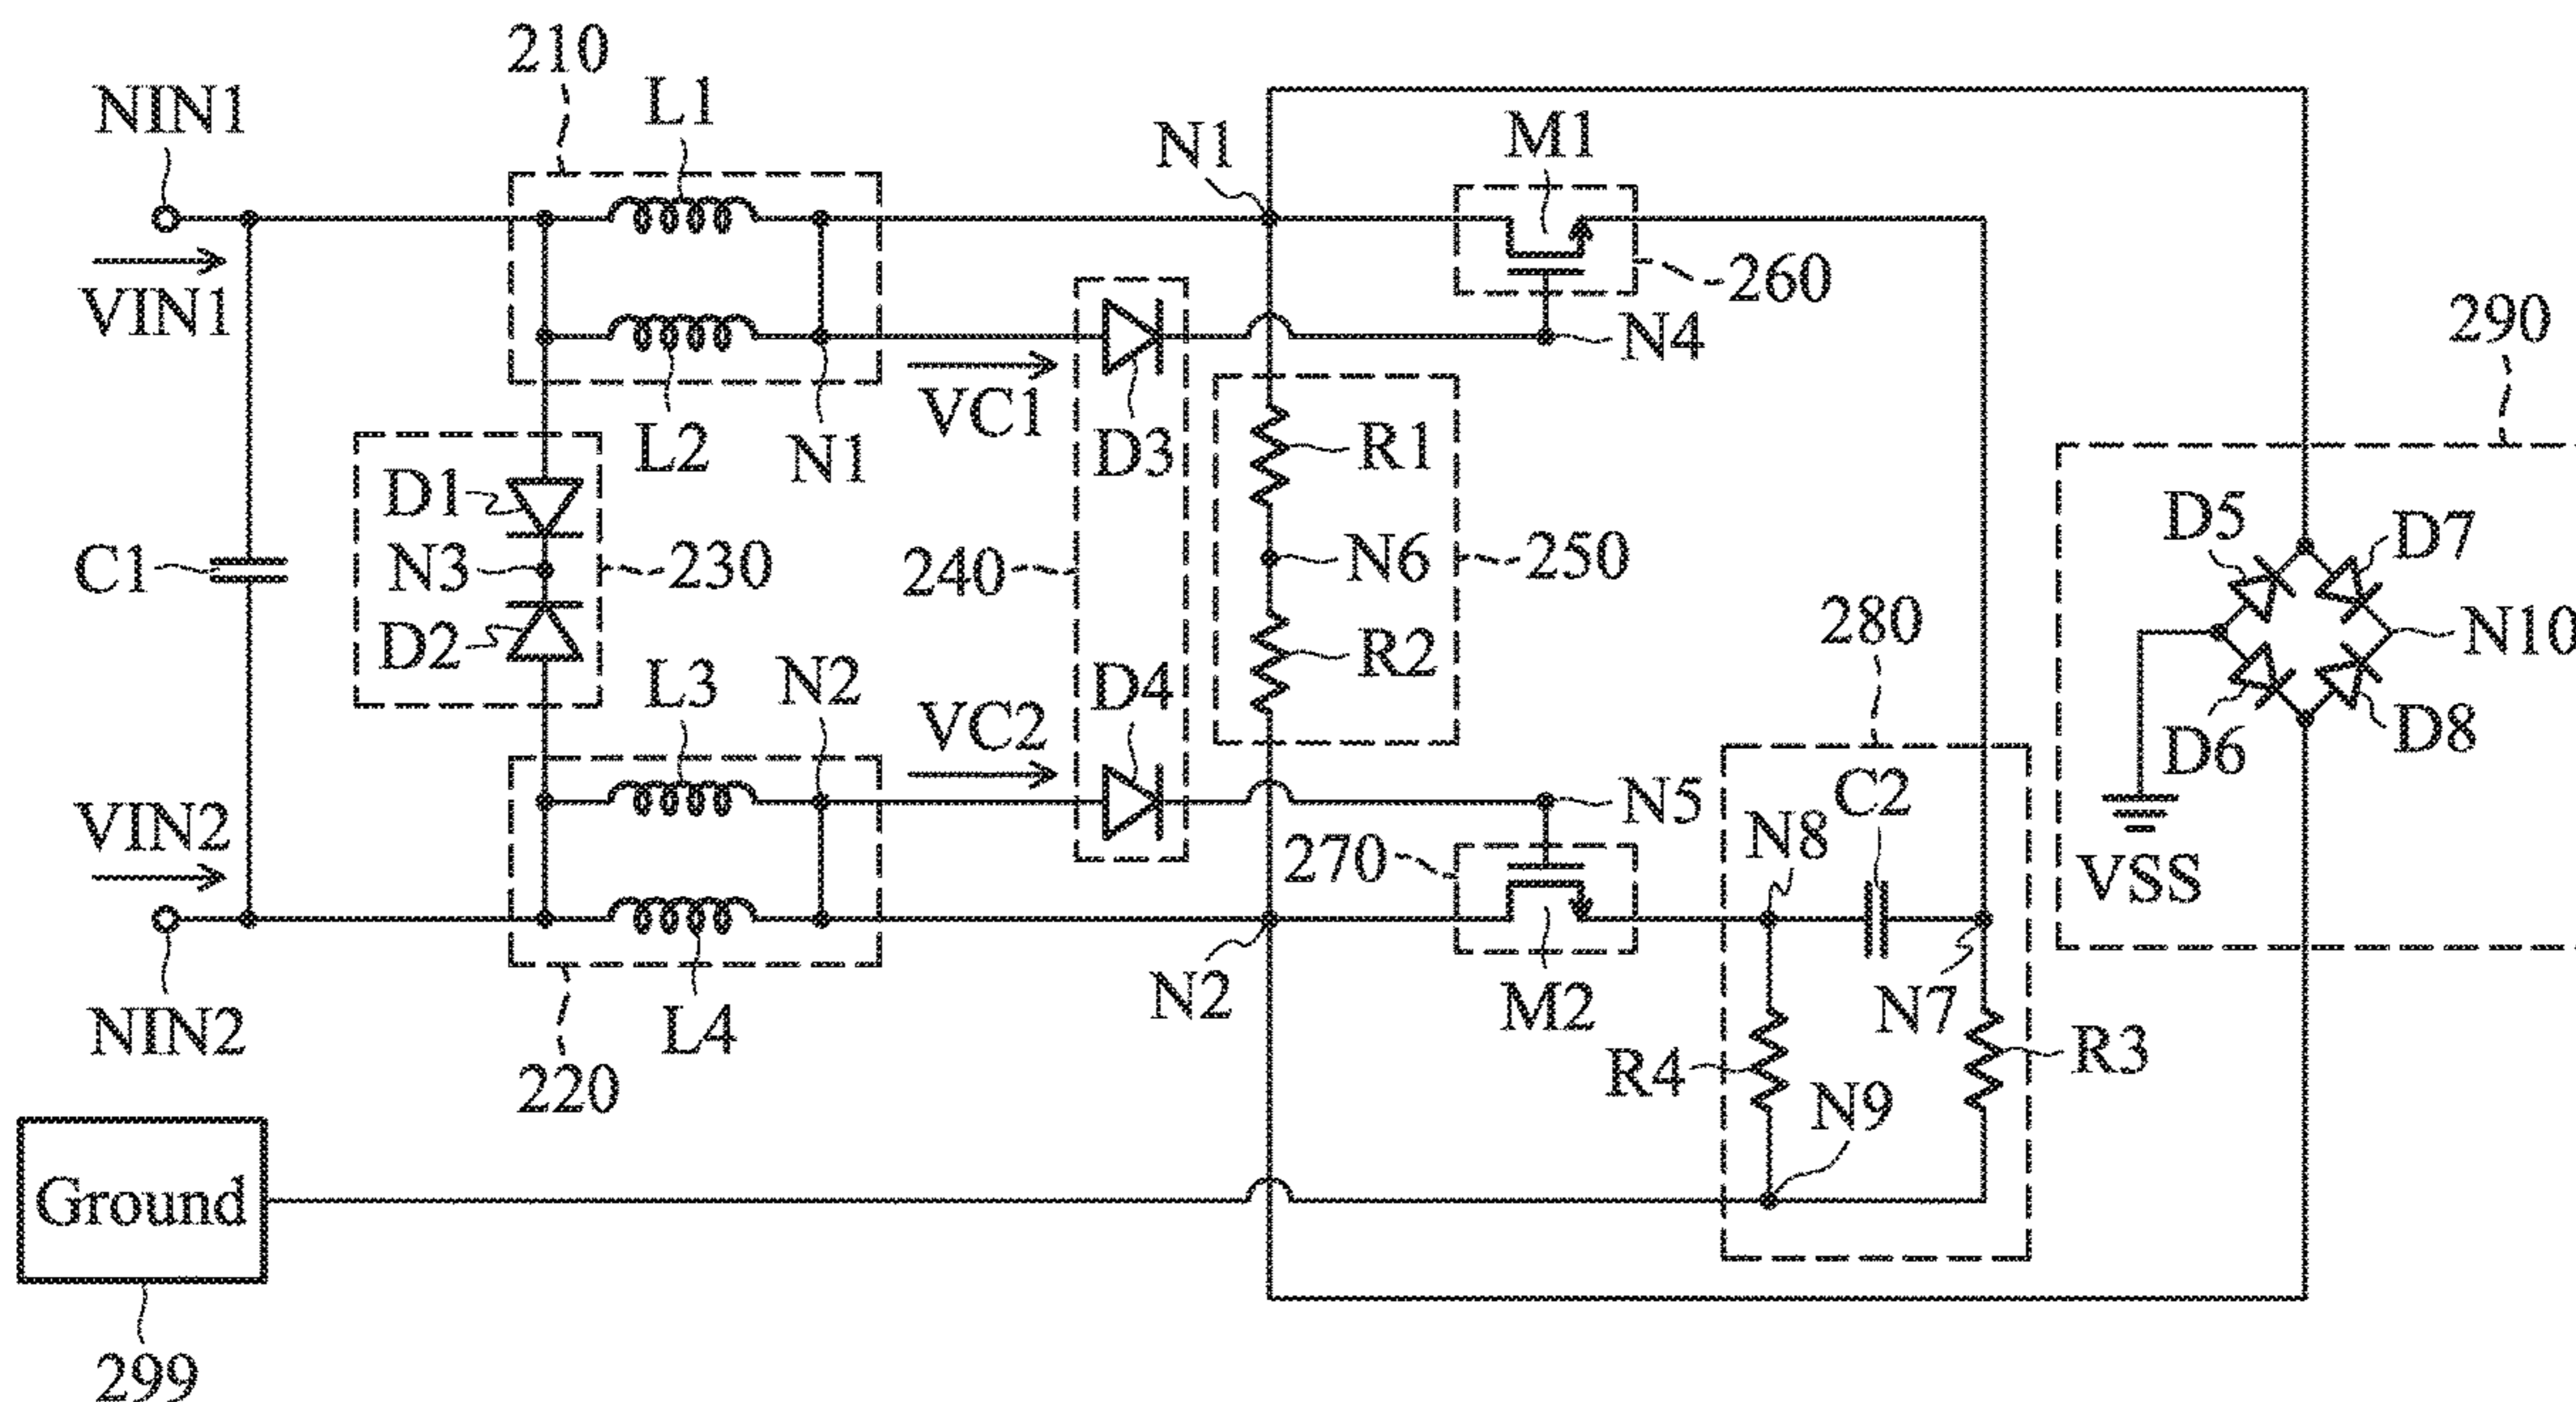 210
NIN1
L1
N1
M1
VIN1
260
N4
290
VC1
L2
N1
D3
R1
D1
N3
230
240
N6
250
D5
D7
C1
D2
R2
280
N10
L3
N2
D4
VC2
D6
D8
VIN2
N5
C2
N8
270
VSS
N2
M2
N7
NIN2
L4
R4
R3
220
N9
Ground
299